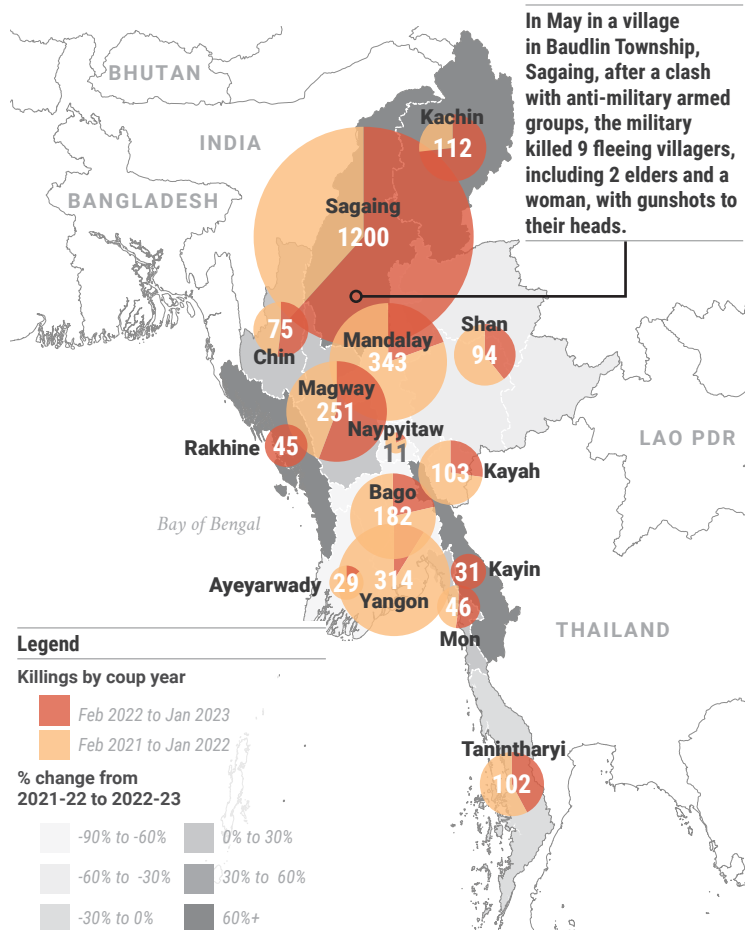 In May in a village
in Baudlin Township,
Sagaing, after a clash
with anti-military armed
groups, the military
killed 9 fleeing villagers,
including 2 elders and a
woman, with gunshots to
their heads.
BHUTAN
INDIA
BANGLADESH
Kachin
112
Sagaing
1200
75
Chin
Mandalay
343
Shan
94
Magway
251
Naypyitaw
11
Rakhine
45
LAO PDR
103
Kayah
Bago
182
Bay of Bengal
Ayeyarwady
29
314
Yangon
31
Kayin
46
Mon
THAILAND
Tanintharyi
102
Legend
Killings by coup year
Feb 2022 to Jan 2023
Feb 2021 to Jan 2022
% change from
2021-22 to 2022-23
-90% to -60%
0% to 30%
-60% to -30%
30% to 60%
-30% to 0%
60%+